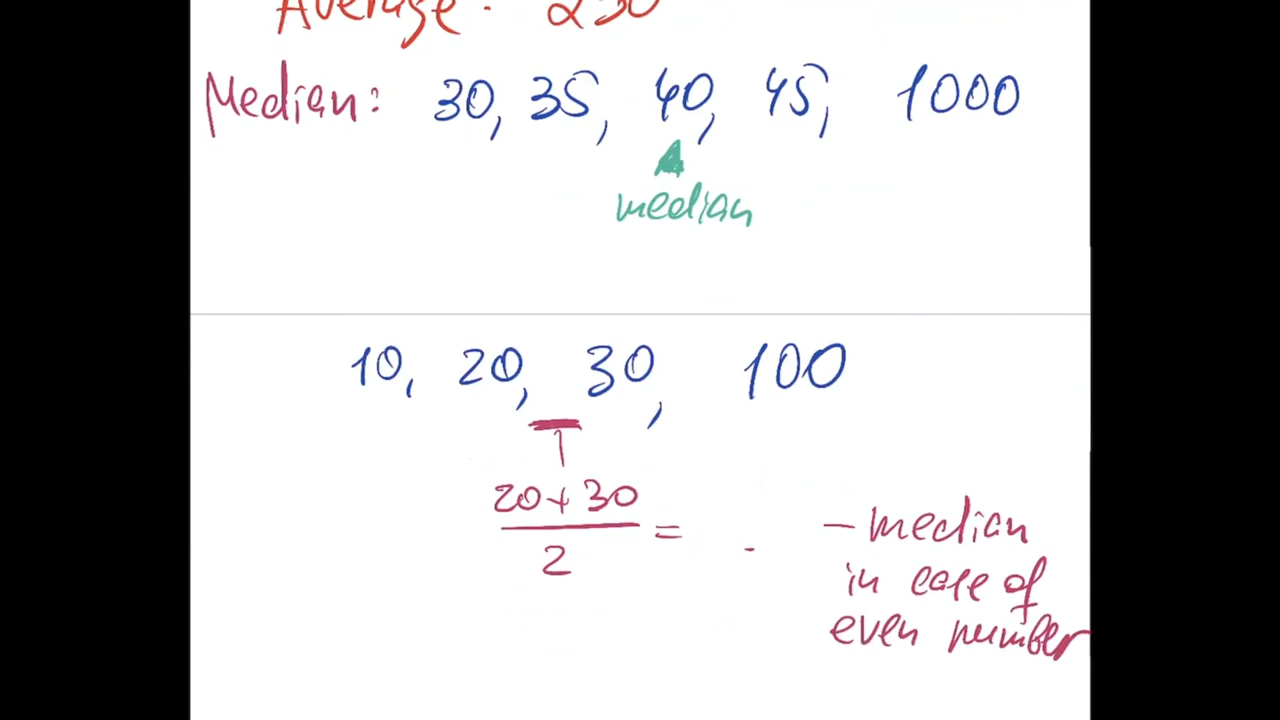 Average: 230
Median: 30, 35, 40, 45, 1000
median
10, 20, 30, 100
20+30
2
=
- median
in case of
even number